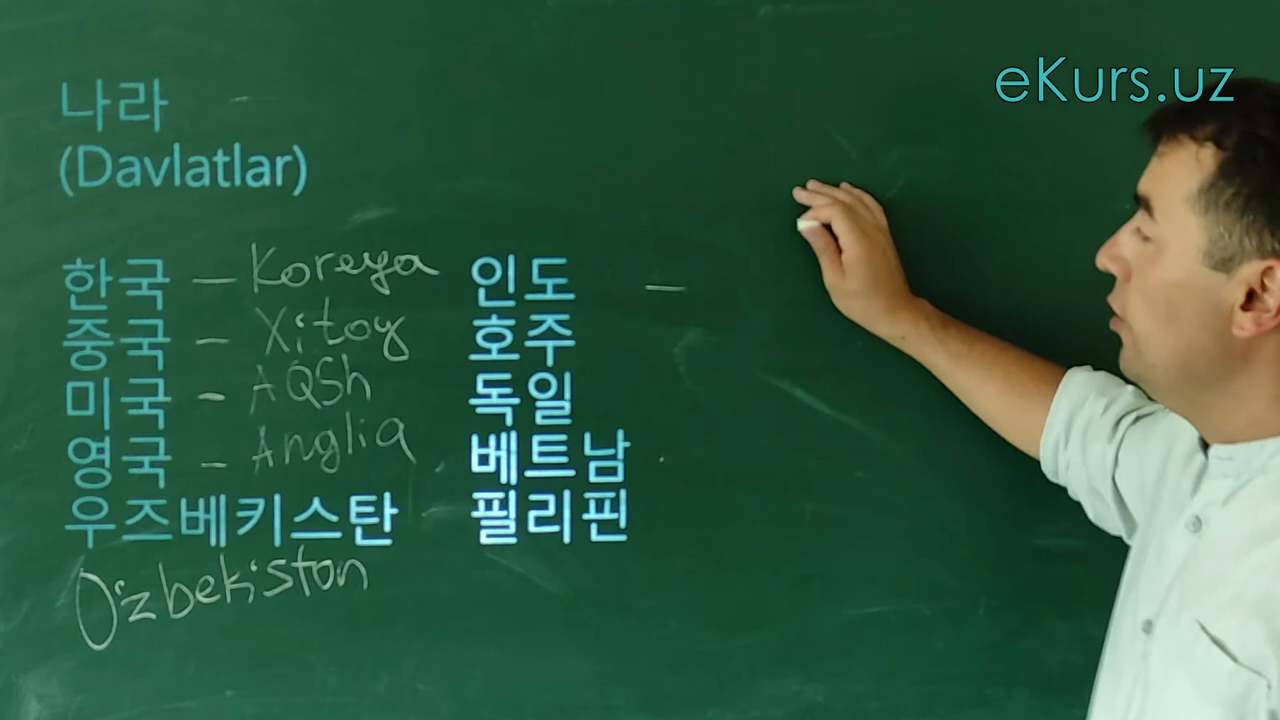 eKurs.uz
나라
(Davlatlar)
한국 – Koreya
중국 – Xitoy
미국 - AQSh
영국 - Anglia
우즈베키스탄
O'zbekiston
인도 –
호주
독일
베트남
필리핀